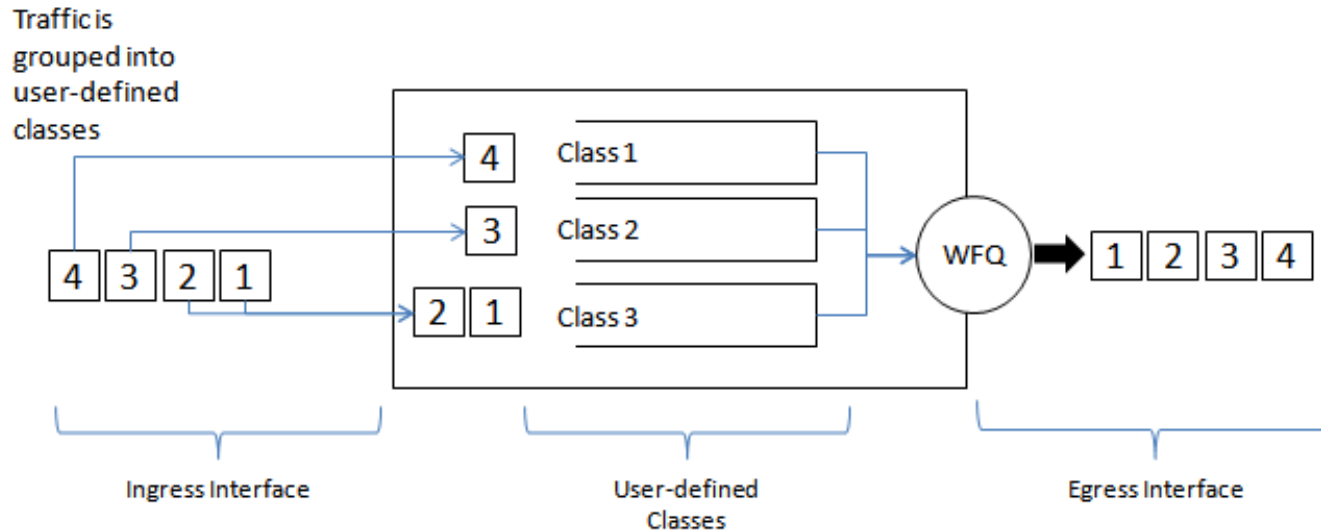 Traffic is
grouped into
user-defined
classes
4 Class 1
3 Class 2
4 3 2 1 WFQ 1 2 3 4
2 1 Class 3
Ingress Interface
User-defined
Classes
Egress Interface